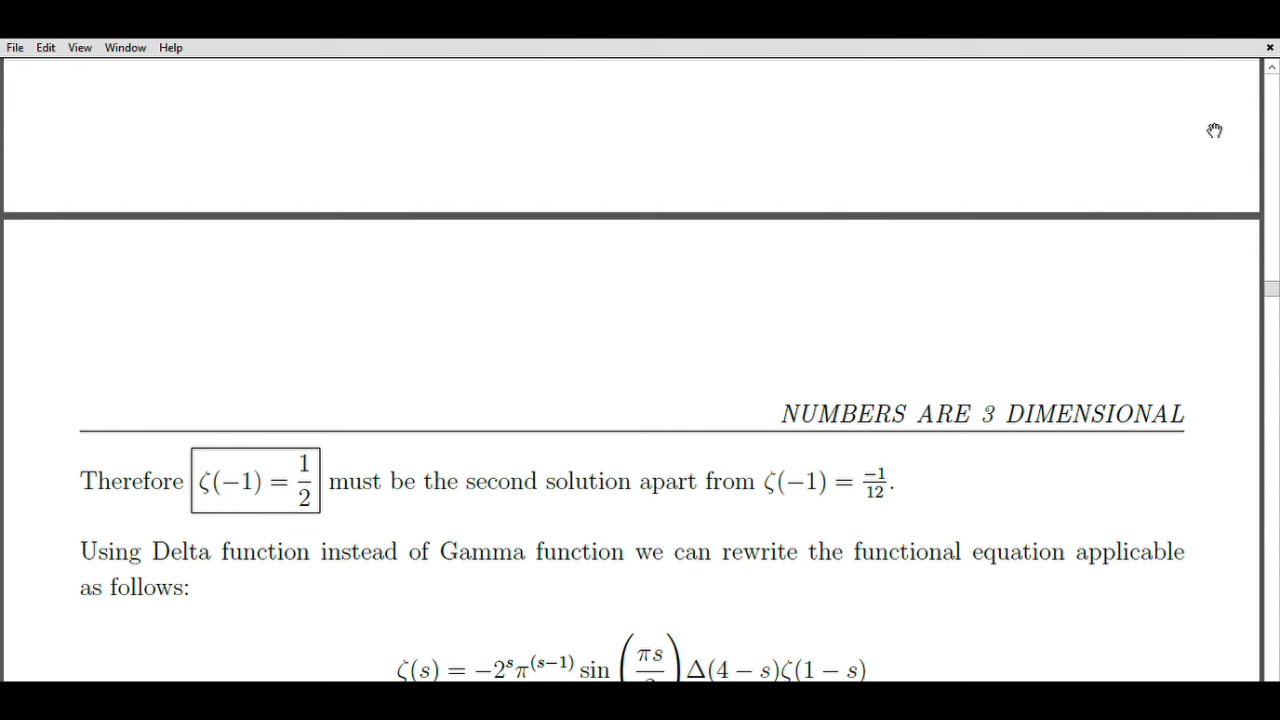 File Edit View Window Help
NUMBERS ARE 3 DIMENSIONAL
Therefore ζ(−1) = 1/2 must be the second solution apart from ζ(−1) = −1/12.
Using Delta function instead of Gamma function we can rewrite the functional equation applicable
as follows:
ζ(s) = −2^s π^(s−1) sin(πs/2) Δ(4 − s)ζ(1 − s)